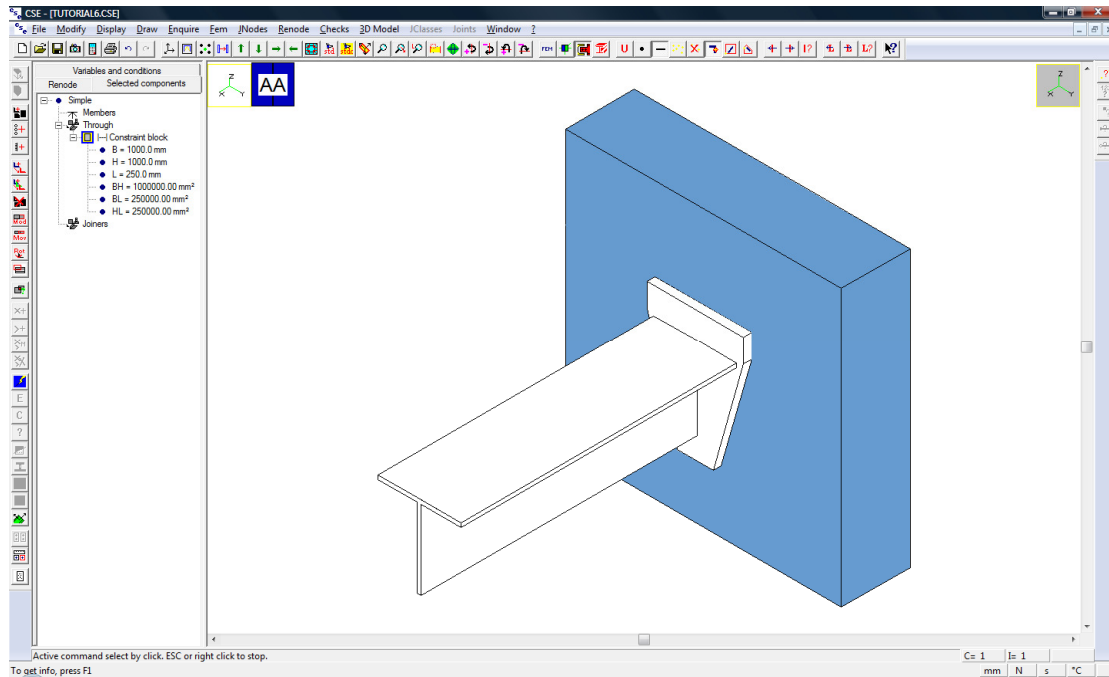 CSE - [TUTORIAL6.CSE]
File Modify Display Draw Enquire Fem JNodes Renode Checks 3D Model JClasses Joints Window ?
Variables and conditions
Renode Selected components
Simple
Members
Through
Constraint block
B = 1000.0 mm
H = 1000.0 mm
L = 250.0 mm
BH = 1000000.00 mm²
BL = 250000.00 mm²
HL = 250000.00 mm²
Joiners
Z
X Y
AA
Z
X Y
Active command select by click. ESC or right click to stop.
C= 1 I= 1
To get info, press F1
mm N s °C